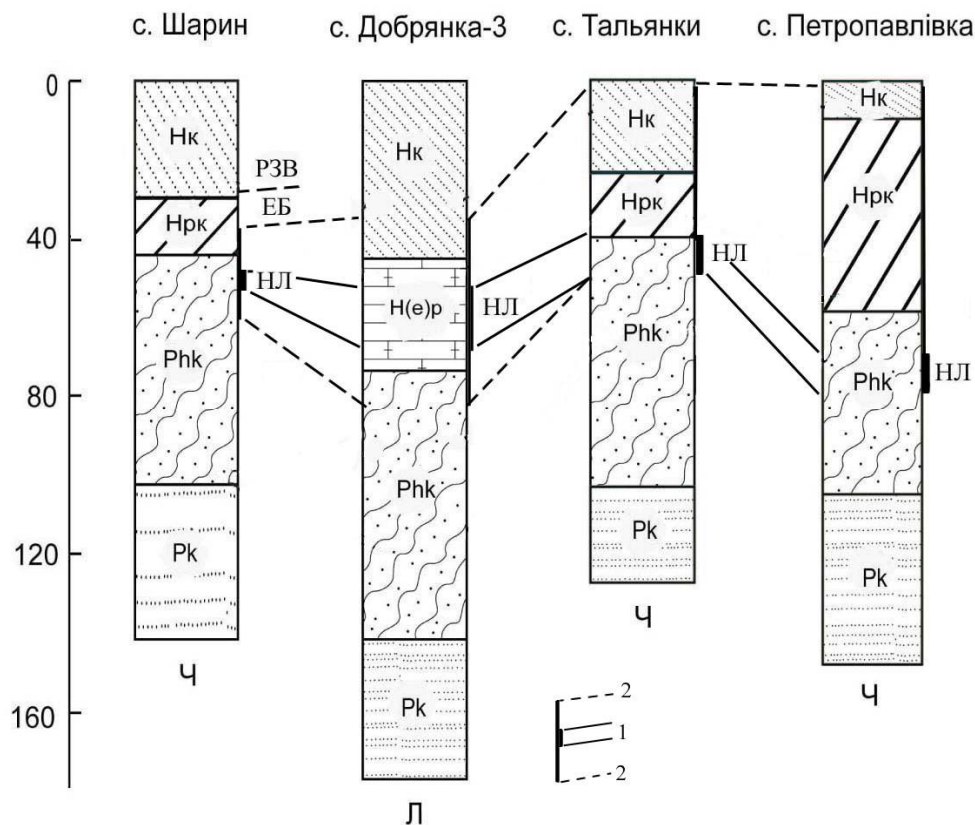 с. Шарин
с. Добрянка-3
с. Тальянки
с. Петропавлівка
0
40
80
120
160
Нк
Нрк
Phk
Pk
Ч
РЗВ
ЕБ
НЛ
Нк
Н(е)р
Phk
Pk
Л
НЛ
Нк
Нрк
Phk
Pk
Ч
НЛ
Нк
Нрк
Phk
Pk
Ч
НЛ
2
1
2